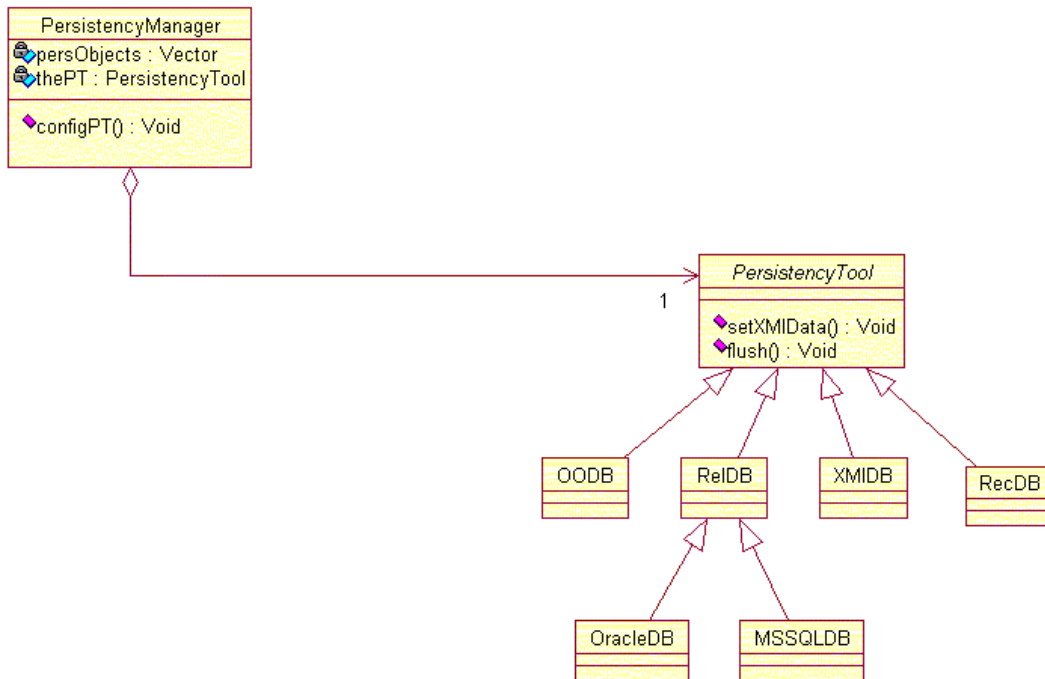 PersistencyManager
persObjects : Vector
thePT : PersistencyTool
configPT() : Void
1
PersistencyTool
setXMIData() : Void
flush() : Void
OODB
RelDB
XMIDB
RecDB
OracleDB
MSSQLDB